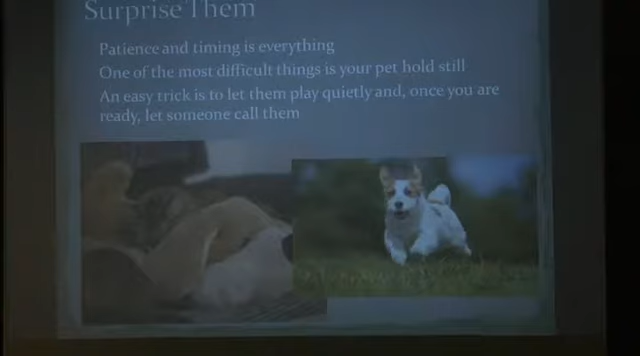 Surprise Them
Patience and timing is everything
One of the most difficult things is your pet hold still
An easy trick is to let them play quietly and, once you are
ready, let someone call them